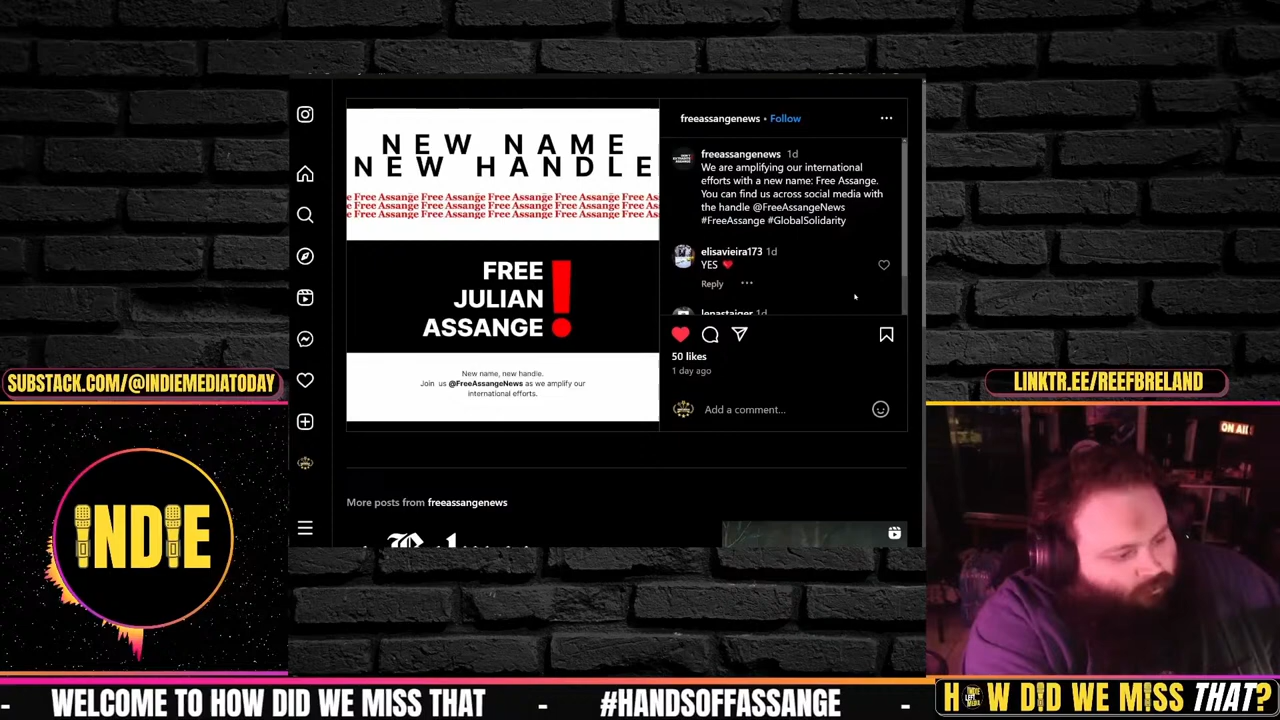 NEW NAME
NEW HANDLE
e Free Assange Free Assange Free Assange Free Assange Free As
e Free Assange Free Assange Free Assange Free Assange Free As
e Free Assange Free Assange Free Assange Free Assange Free As
FREE
JULIAN
ASSANGE!
New name, new handle.
Join us @FreeAssangeNews as we amplify our
international efforts.
freeassangenews • Follow
freeassangenews 1d
We are amplifying our international
efforts with a new name: Free Assange.
You can find us across social media with
the handle @FreeAssangeNews
#FreeAssange #GlobalSolidarity
elisavieira173 1d
YES ❤️
Reply
lenastaiger 1d
50 likes
1 day ago
Add a comment...
More posts from freeassangenews
SUBSTACK.COM/@INDIEMEDIATODAY
LINKTR.EE/REEFBRELAND
ON AIR
INDIE
- WELCOME TO HOW DID WE MISS THAT - #HANDSOFFASSANGE -
HOW DID WE MISS THAT?